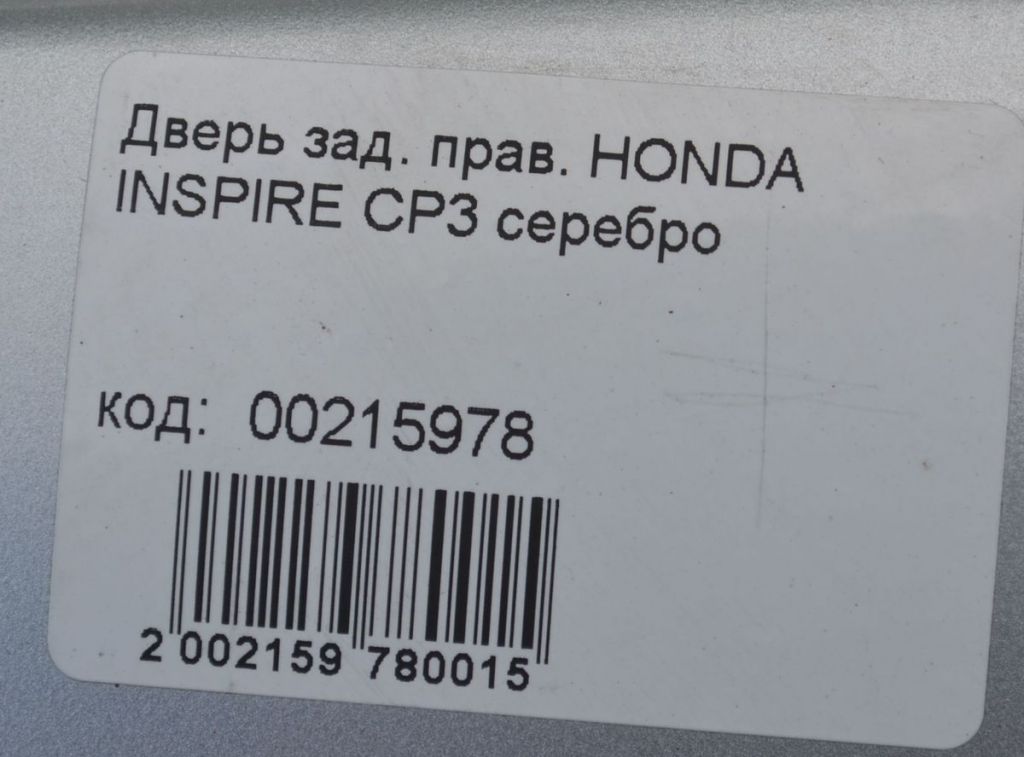 Дверь зад. прав. HONDA
INSPIRE CP3 серебро
код: 00215978
2 002159 780015